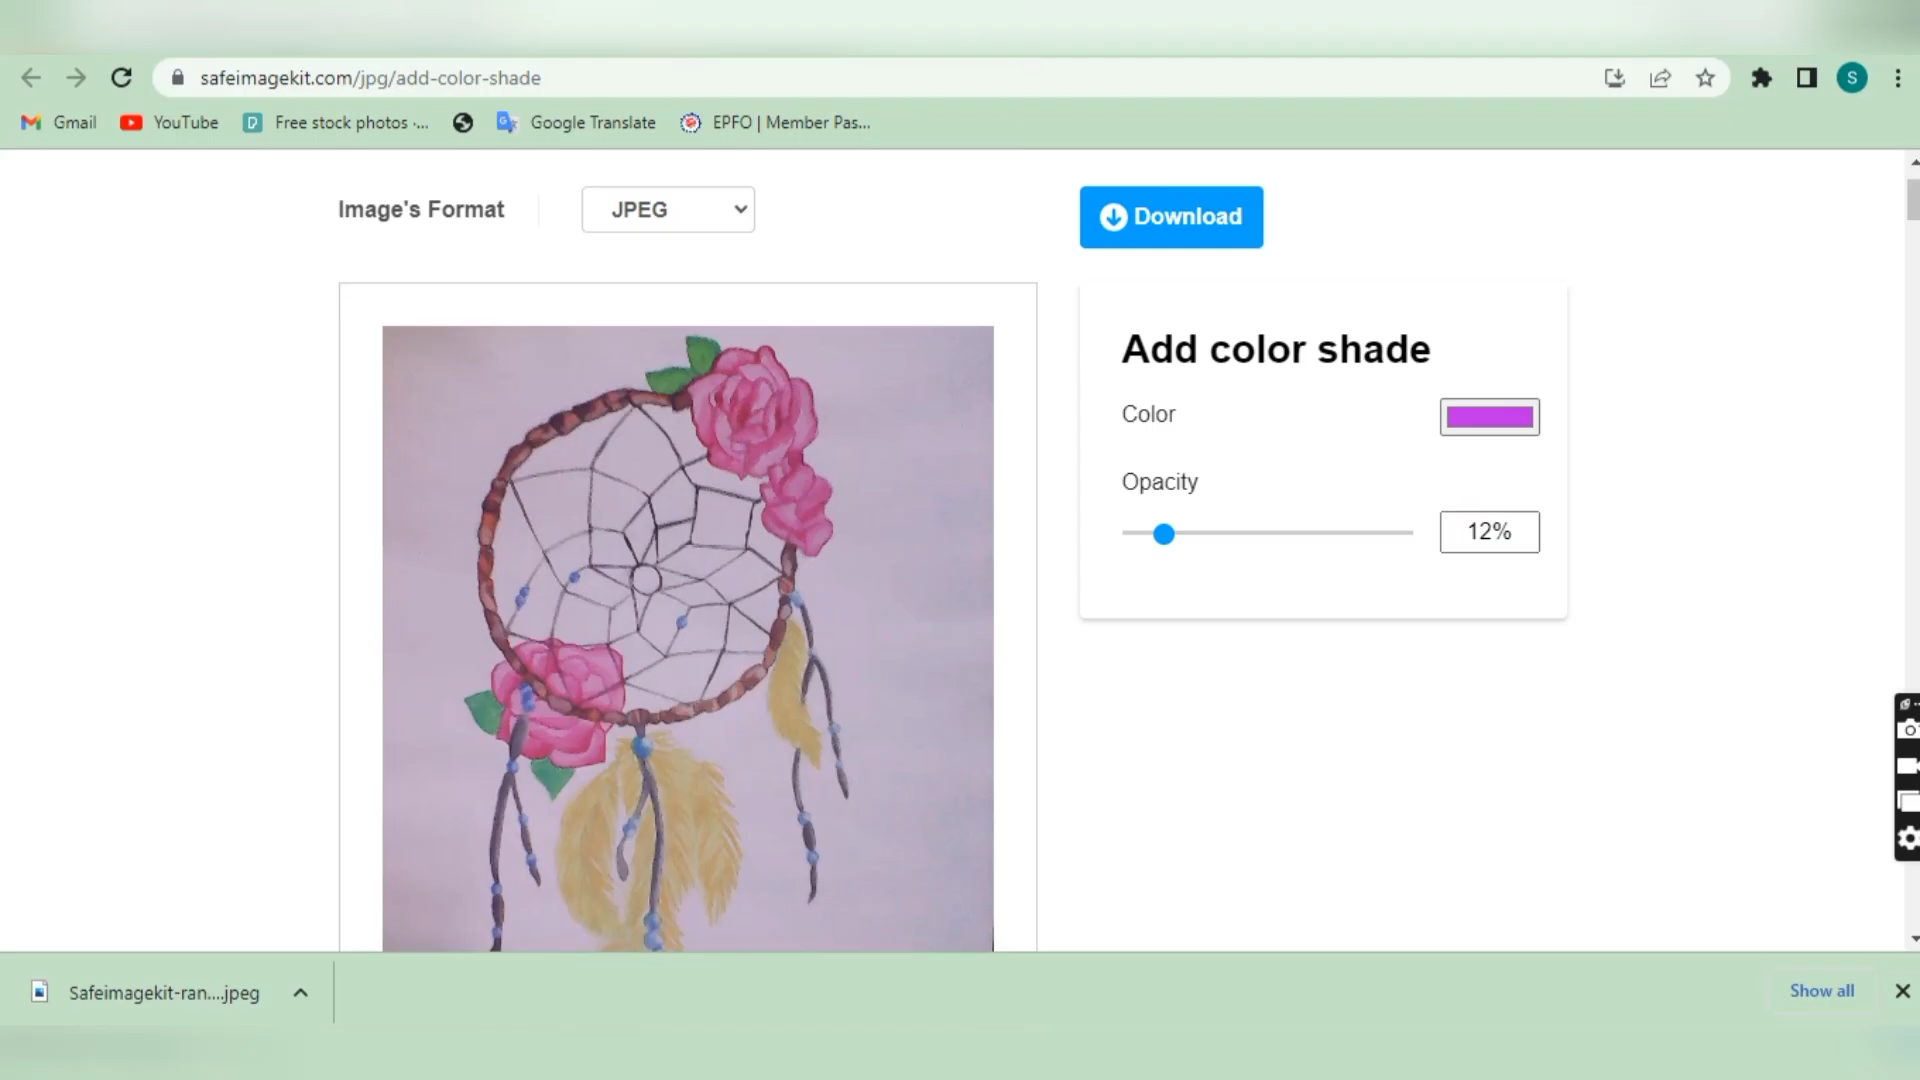 safeimagekit.com/jpg/add-color-shade
S
Gmail YouTube Free stock photos ·... Google Translate EPFO | Member Pas...
Image's Format JPEG Download
Add color shade
Color
Opacity
12%
Safeimagekit-ran....jpeg Show all